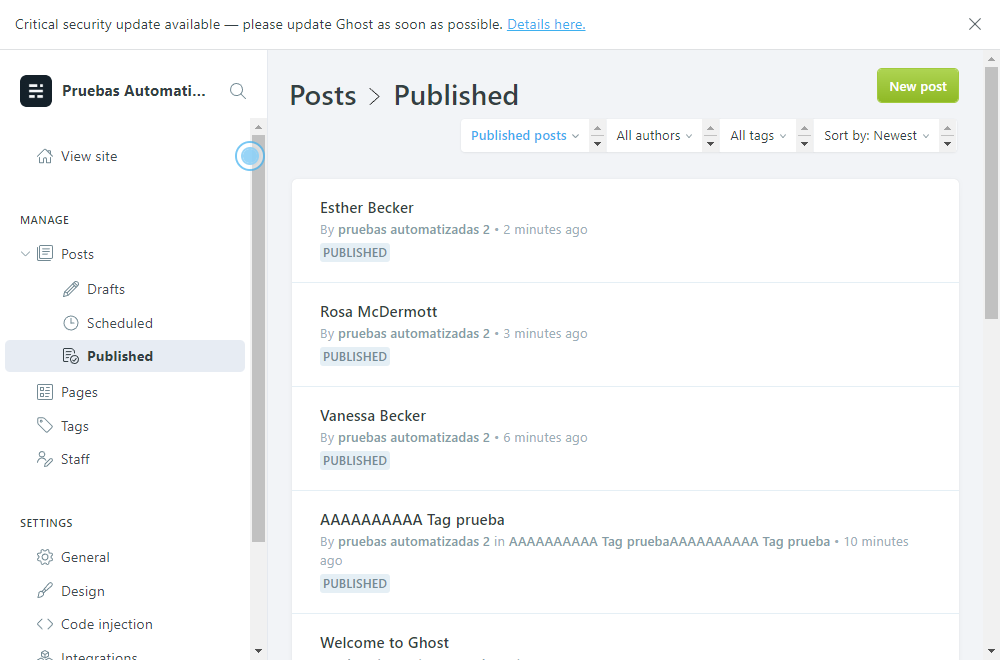 Critical security update available — please update Ghost as soon as possible. Details here.
Pruebas Automati...
View site
MANAGE
Posts
Drafts
Scheduled
Published
Pages
Tags
Staff
SETTINGS
General
Design
Code injection
Integrations
Posts > Published
New post
Published posts
All authors
All tags
Sort by: Newest
Esther Becker
By pruebas automatizadas 2 • 2 minutes ago
PUBLISHED
Rosa McDermott
By pruebas automatizadas 2 • 3 minutes ago
PUBLISHED
Vanessa Becker
By pruebas automatizadas 2 • 6 minutes ago
PUBLISHED
AAAAAAAAAA Tag prueba
By pruebas automatizadas 2 in AAAAAAAAAA Tag pruebaAAAAAAAAAA Tag prueba • 10 minutes
ago
PUBLISHED
Welcome to Ghost